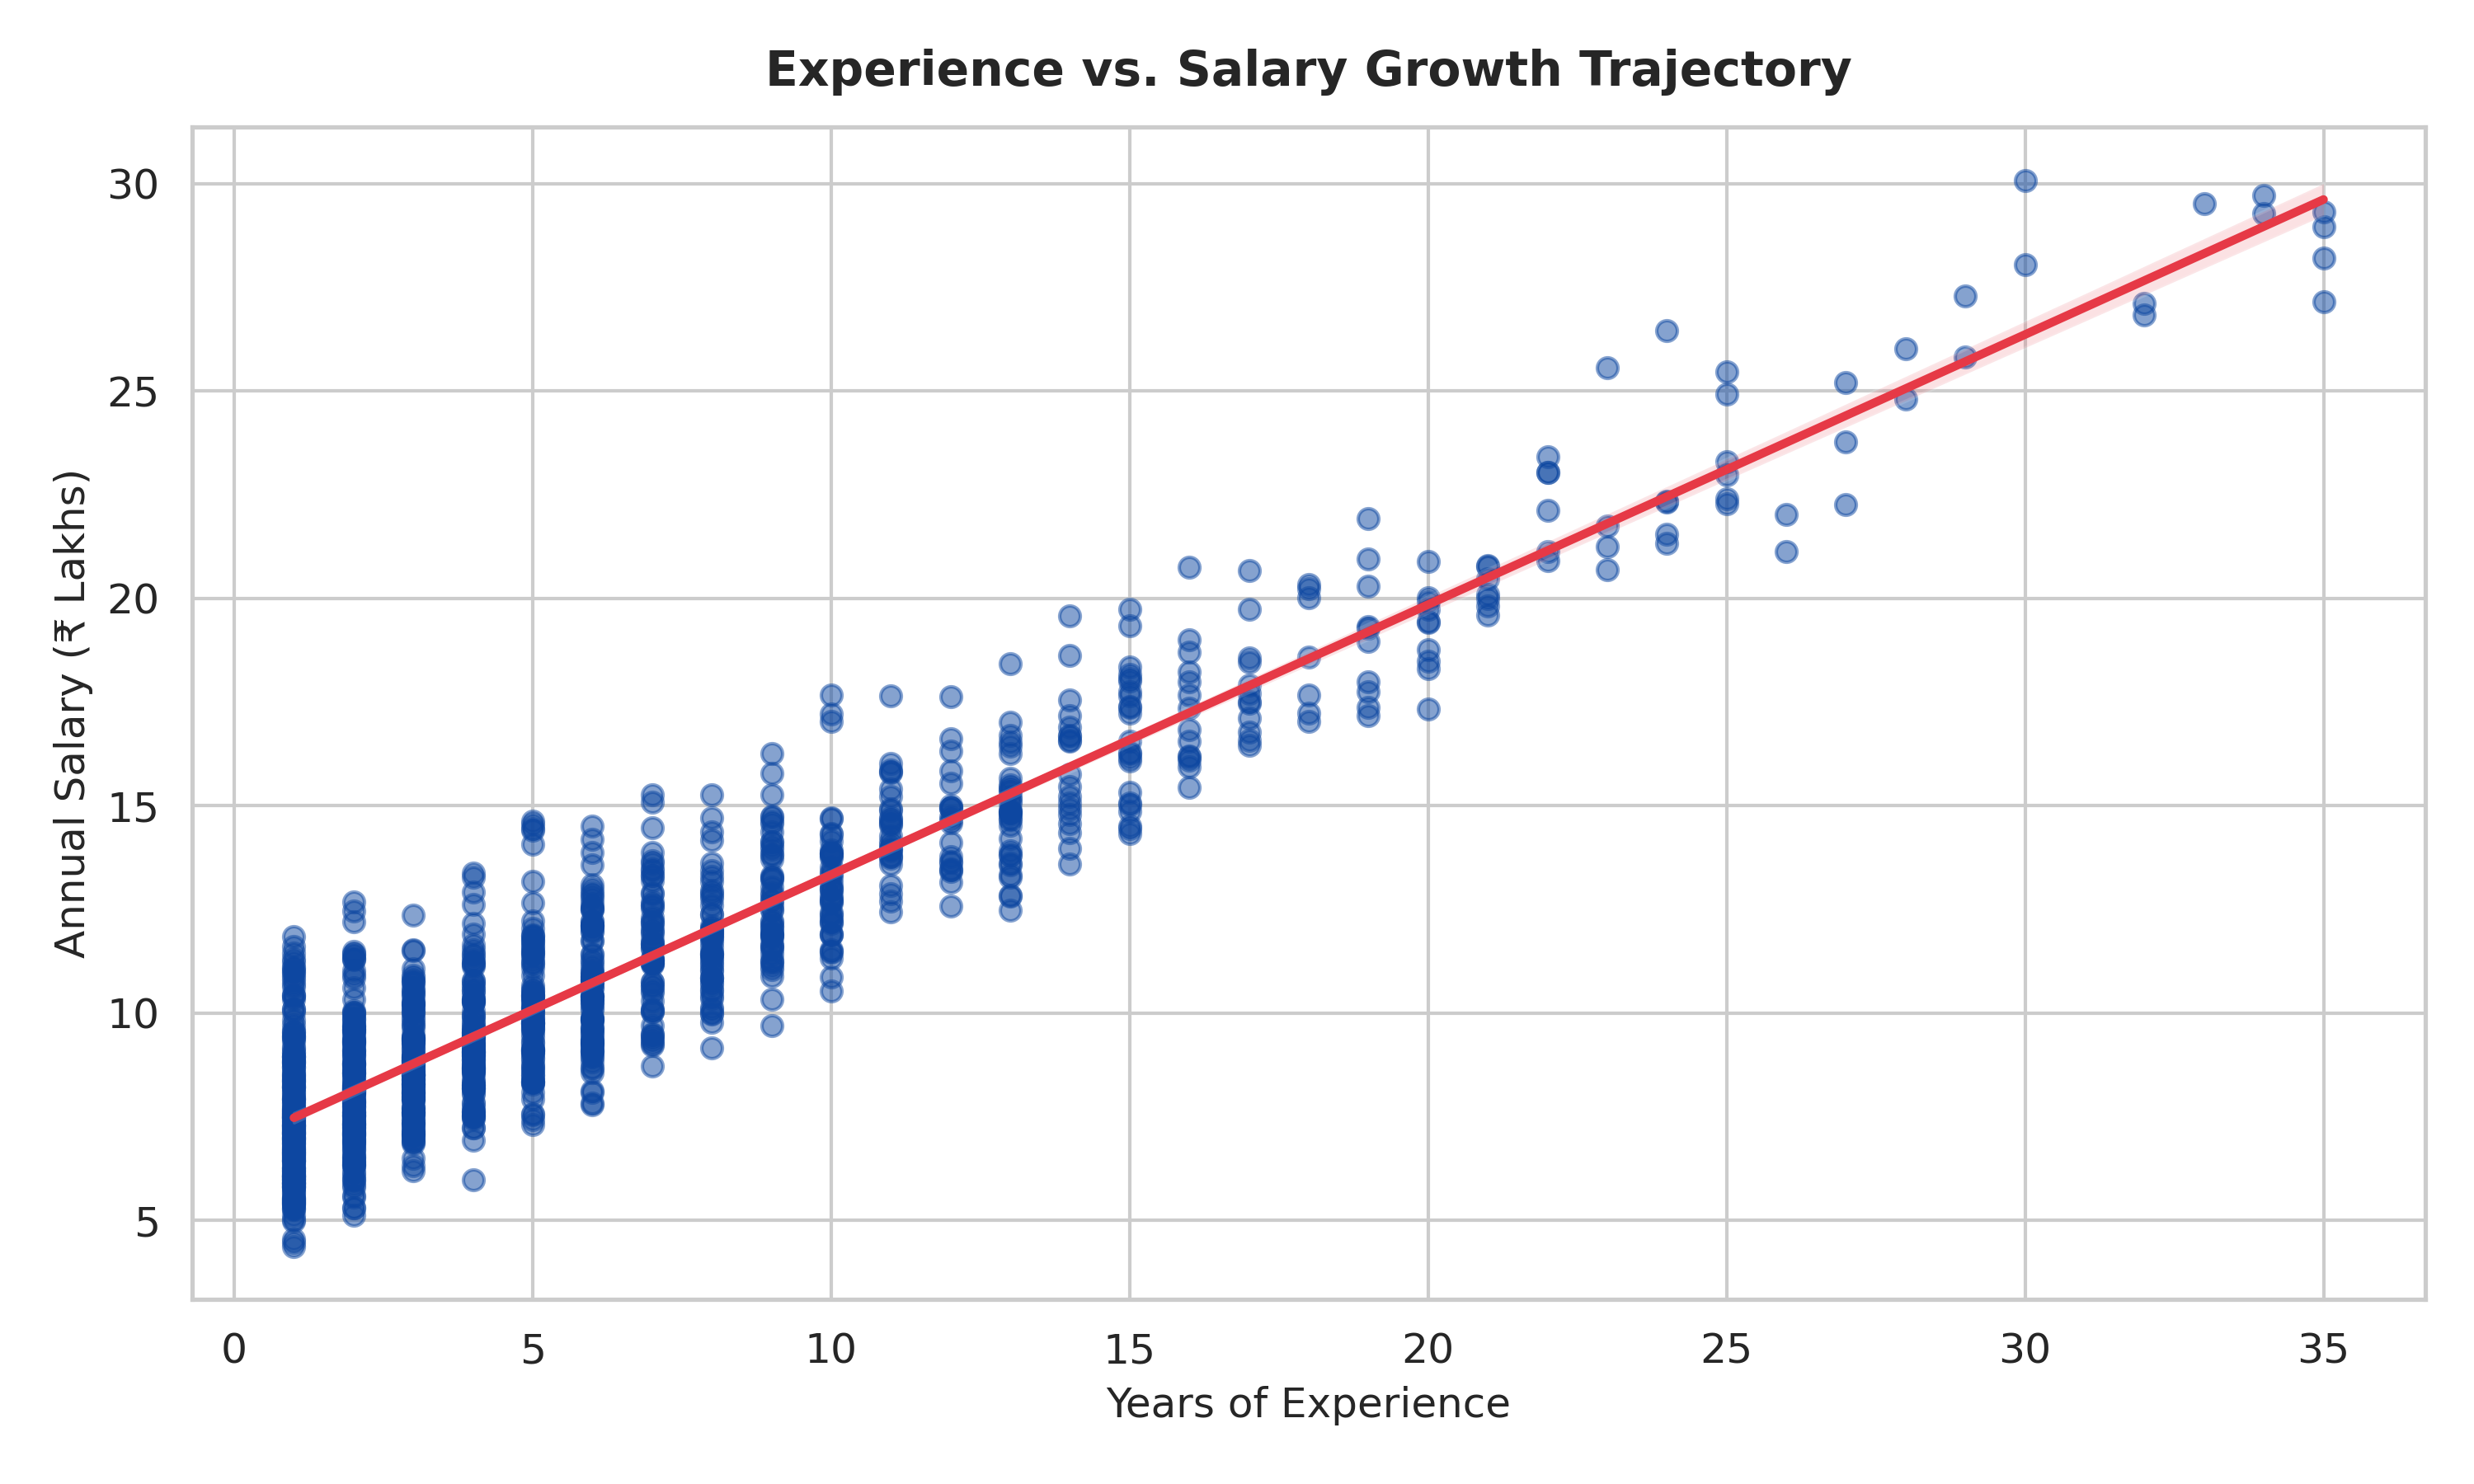 Experience vs. Salary Growth Trajectory
Annual Salary (₹ Lakhs)
30
25
20
15
10
5
0 5 10 15 20 25 30 35
Years of Experience